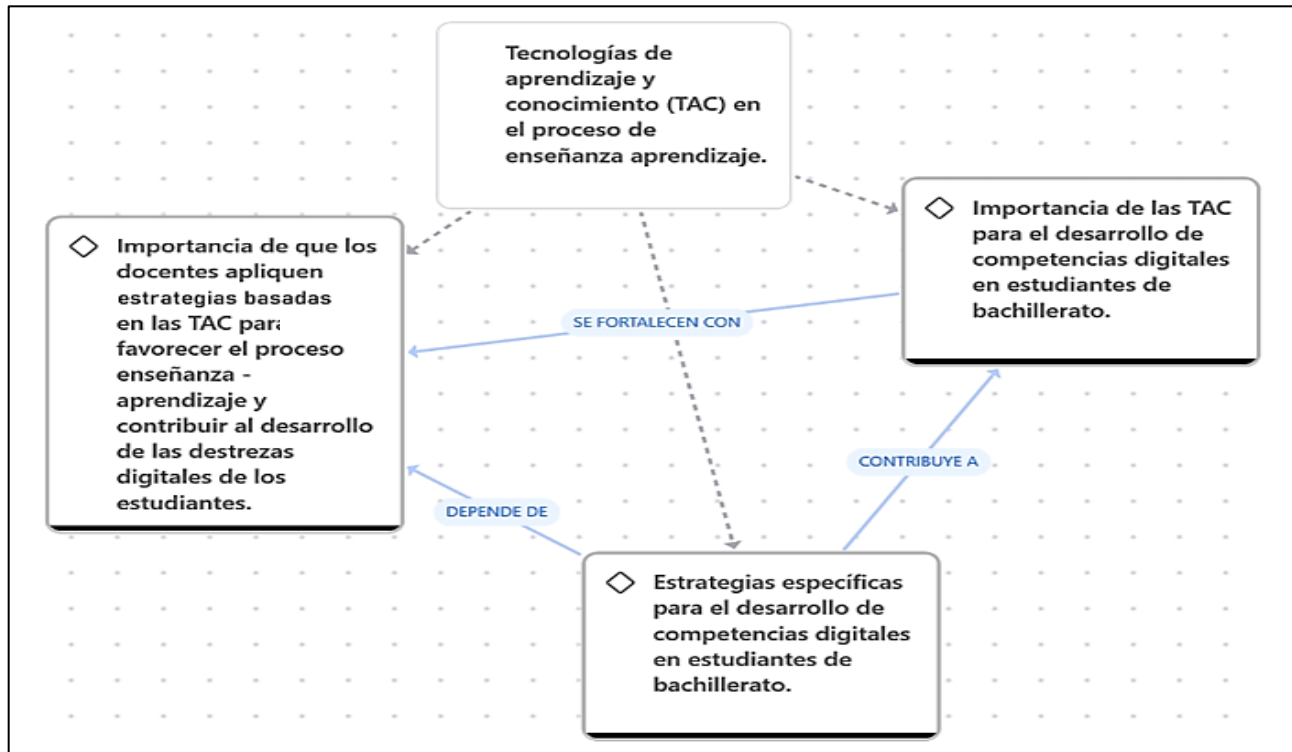 Tecnologías de
aprendizaje y
conocimiento (TAC) en
el proceso de
enseñanza aprendizaje.
Importancia de que los
docentes apliquen
estrategias basadas
en las TAC para
favorecer el proceso
enseñanza -
aprendizaje y
contribuir al desarrollo
de las destrezas
digitales de los
estudiantes.
Importancia de las TAC
para el desarrollo de
competencias digitales
en estudiantes de
bachillerato.
SE FORTALECEN CON
CONTRIBUYE A
DEPENDE DE
Estrategias específicas
para el desarrollo de
competencias digitales
en estudiantes de
bachillerato.